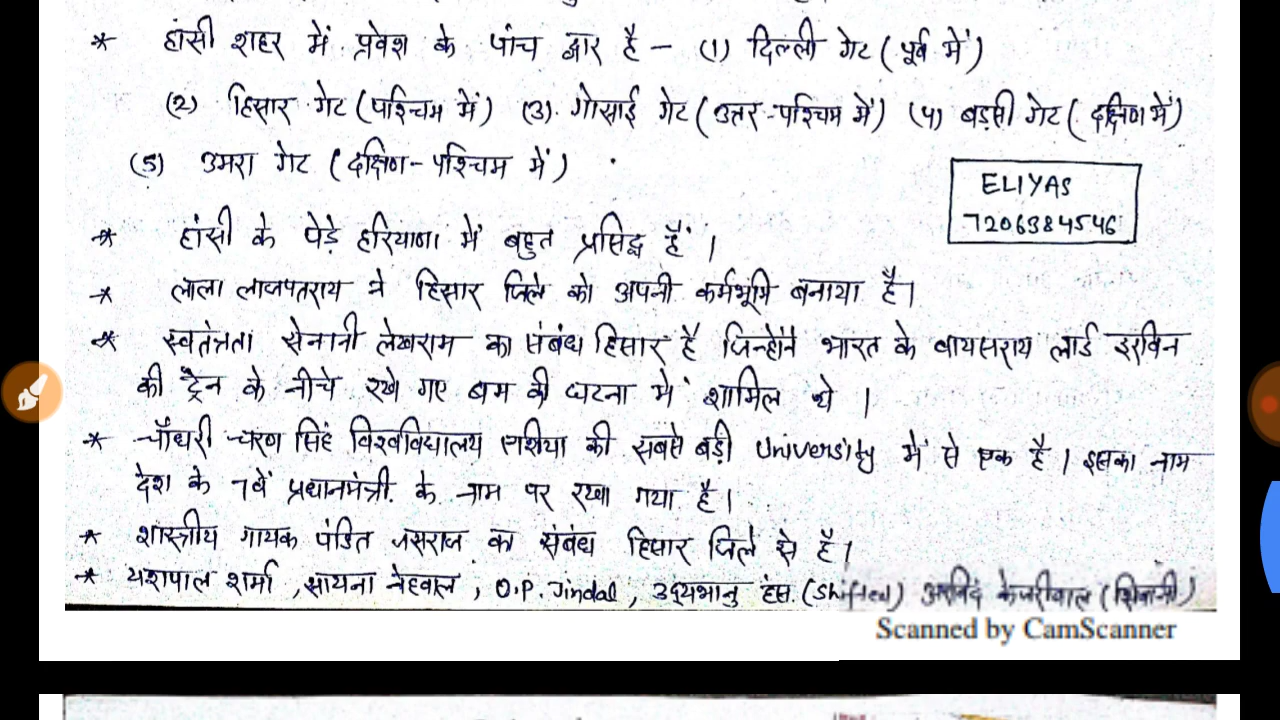 * हांसी शहर में प्रवेश के पांच द्वार है - (1) दिल्ली गेट (पूर्व में)
(2) हिसार गेट (पश्चिम में) (3). गोसाई गेट (उत्तर-पश्चिम में) (4) बड़सी गेट (दक्षिण में)
(5) उमरा गेट (दक्षिण-पश्चिम में)
ELIYAS
7206384546
* हांसी के पेड़े हरियाणा में बहुत प्रसिद्ध हैं ।
* लाला लाजपतराय ने हिसार जिले को अपनी कर्मभूमि बनाया है।
* स्वतंत्रता सेनानी लेखराम का संबंध हिसार है जिन्होंने भारत के वायसराय लार्ड इरविन
की ट्रैन के नीचे रखे गए बम की घटना में शामिल थे ।
* चौधरी चरण सिंह विश्वविद्यालय एशिया की सबसे बड़ी University में से एक है । इसका नाम
देश के 7वें प्रधानमंत्री के नाम पर रखा गया है।
* शास्त्रीय गायक पंडित जसराज का संबंध हिसार जिले से है।
* यशपाल शर्मा, सायना नेहवाल, O.P. Jindal, उदयभानु हंस (Shifted) अरविंद केजरीवाल (सिवानी)
Scanned by CamScanner